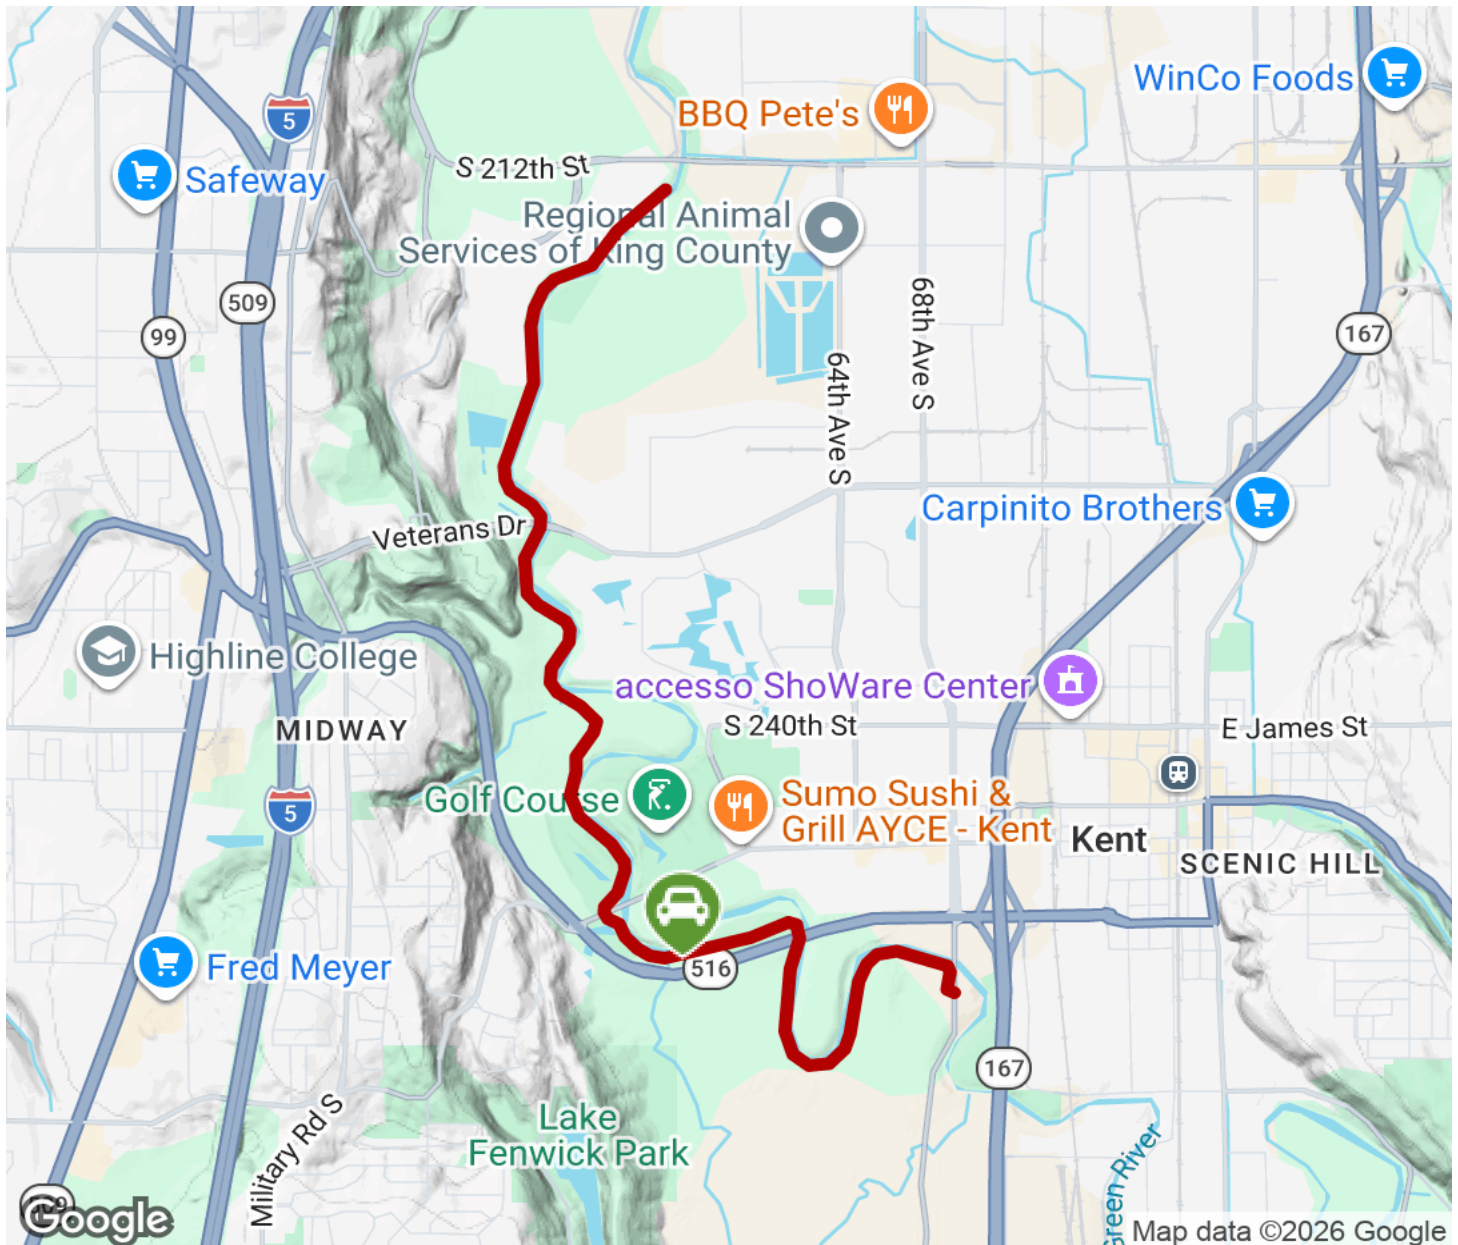 WinCo Foods
BBQ Pete's
5
S 212th St
Safeway
Regional Animal
Services of King County
509
99
68th Ave S
167
64th Ave S
Carpinito Brothers
Veterans Dr
Highline College
accesso ShoWare Center
S 240th St
E James St
MIDWAY
5
Golf Course
Sumo Sushi &
Grill AYCE - Kent
Kent
SCENIC HILL
Fred Meyer
516
167
Military Rd S
Lake
Fenwick Park
Green River
509
Google
Map data ©2026 Google